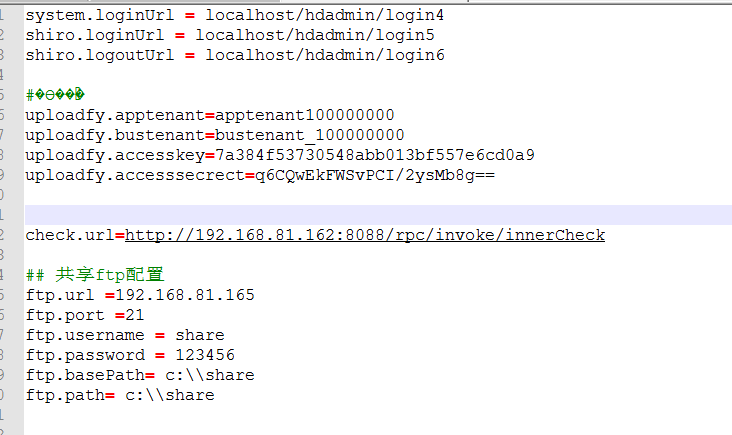 system.loginUrl = localhost/hdadmin/login4
shiro.loginUrl = localhost/hdadmin/login5
shiro.logoutUrl = localhost/hdadmin/login6
#
uploadfy.apptenant=apptenant100000000
uploadfy.bustenant=bustenant_100000000
uploadfy.accesskey=7a384f53730548abb013bf557e6cd0a9
uploadfy.accesssecrect=q6CQwEkFWSvPCI/2ysMb8g==
check.url=http://192.168.81.162:8088/rpc/invoke/innerCheck
## 共享ftp配置
ftp.url =192.168.81.165
ftp.port =21
ftp.username = share
ftp.password = 123456
ftp.basePath= c:\\share
ftp.path= c:\\share